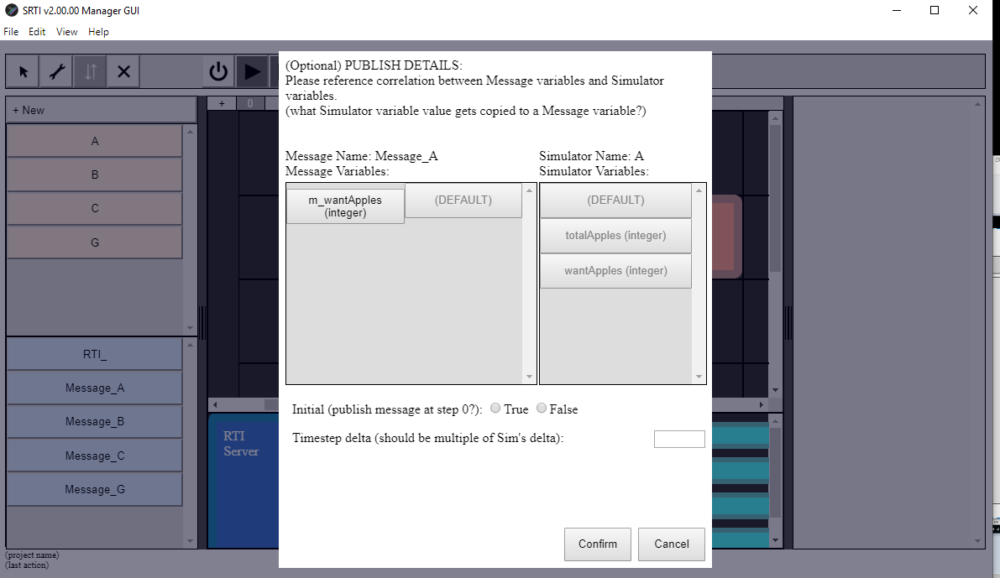 SRTI v2.00.00 Manager GUI
File Edit View Help
+ New
A
B
C
G
RTI_
Message_A
Message_B
Message_C
Message_G
+ 0
(Optional) PUBLISH DETAILS:
Please reference correlation between Message variables and Simulator
variables.
(what Simulator variable value gets copied to a Message variable?)
Message Name: Message_A
Message Variables:
m_wantApples
(integer)
(DEFAULT)
Simulator Name: A
Simulator Variables:
(DEFAULT)
totalApples (integer)
wantApples (integer)
Initial (publish message at step 0?): True False
Timestep delta (should be multiple of Sim's delta):
Confirm Cancel
RTI
Server
(project name)
(last action)